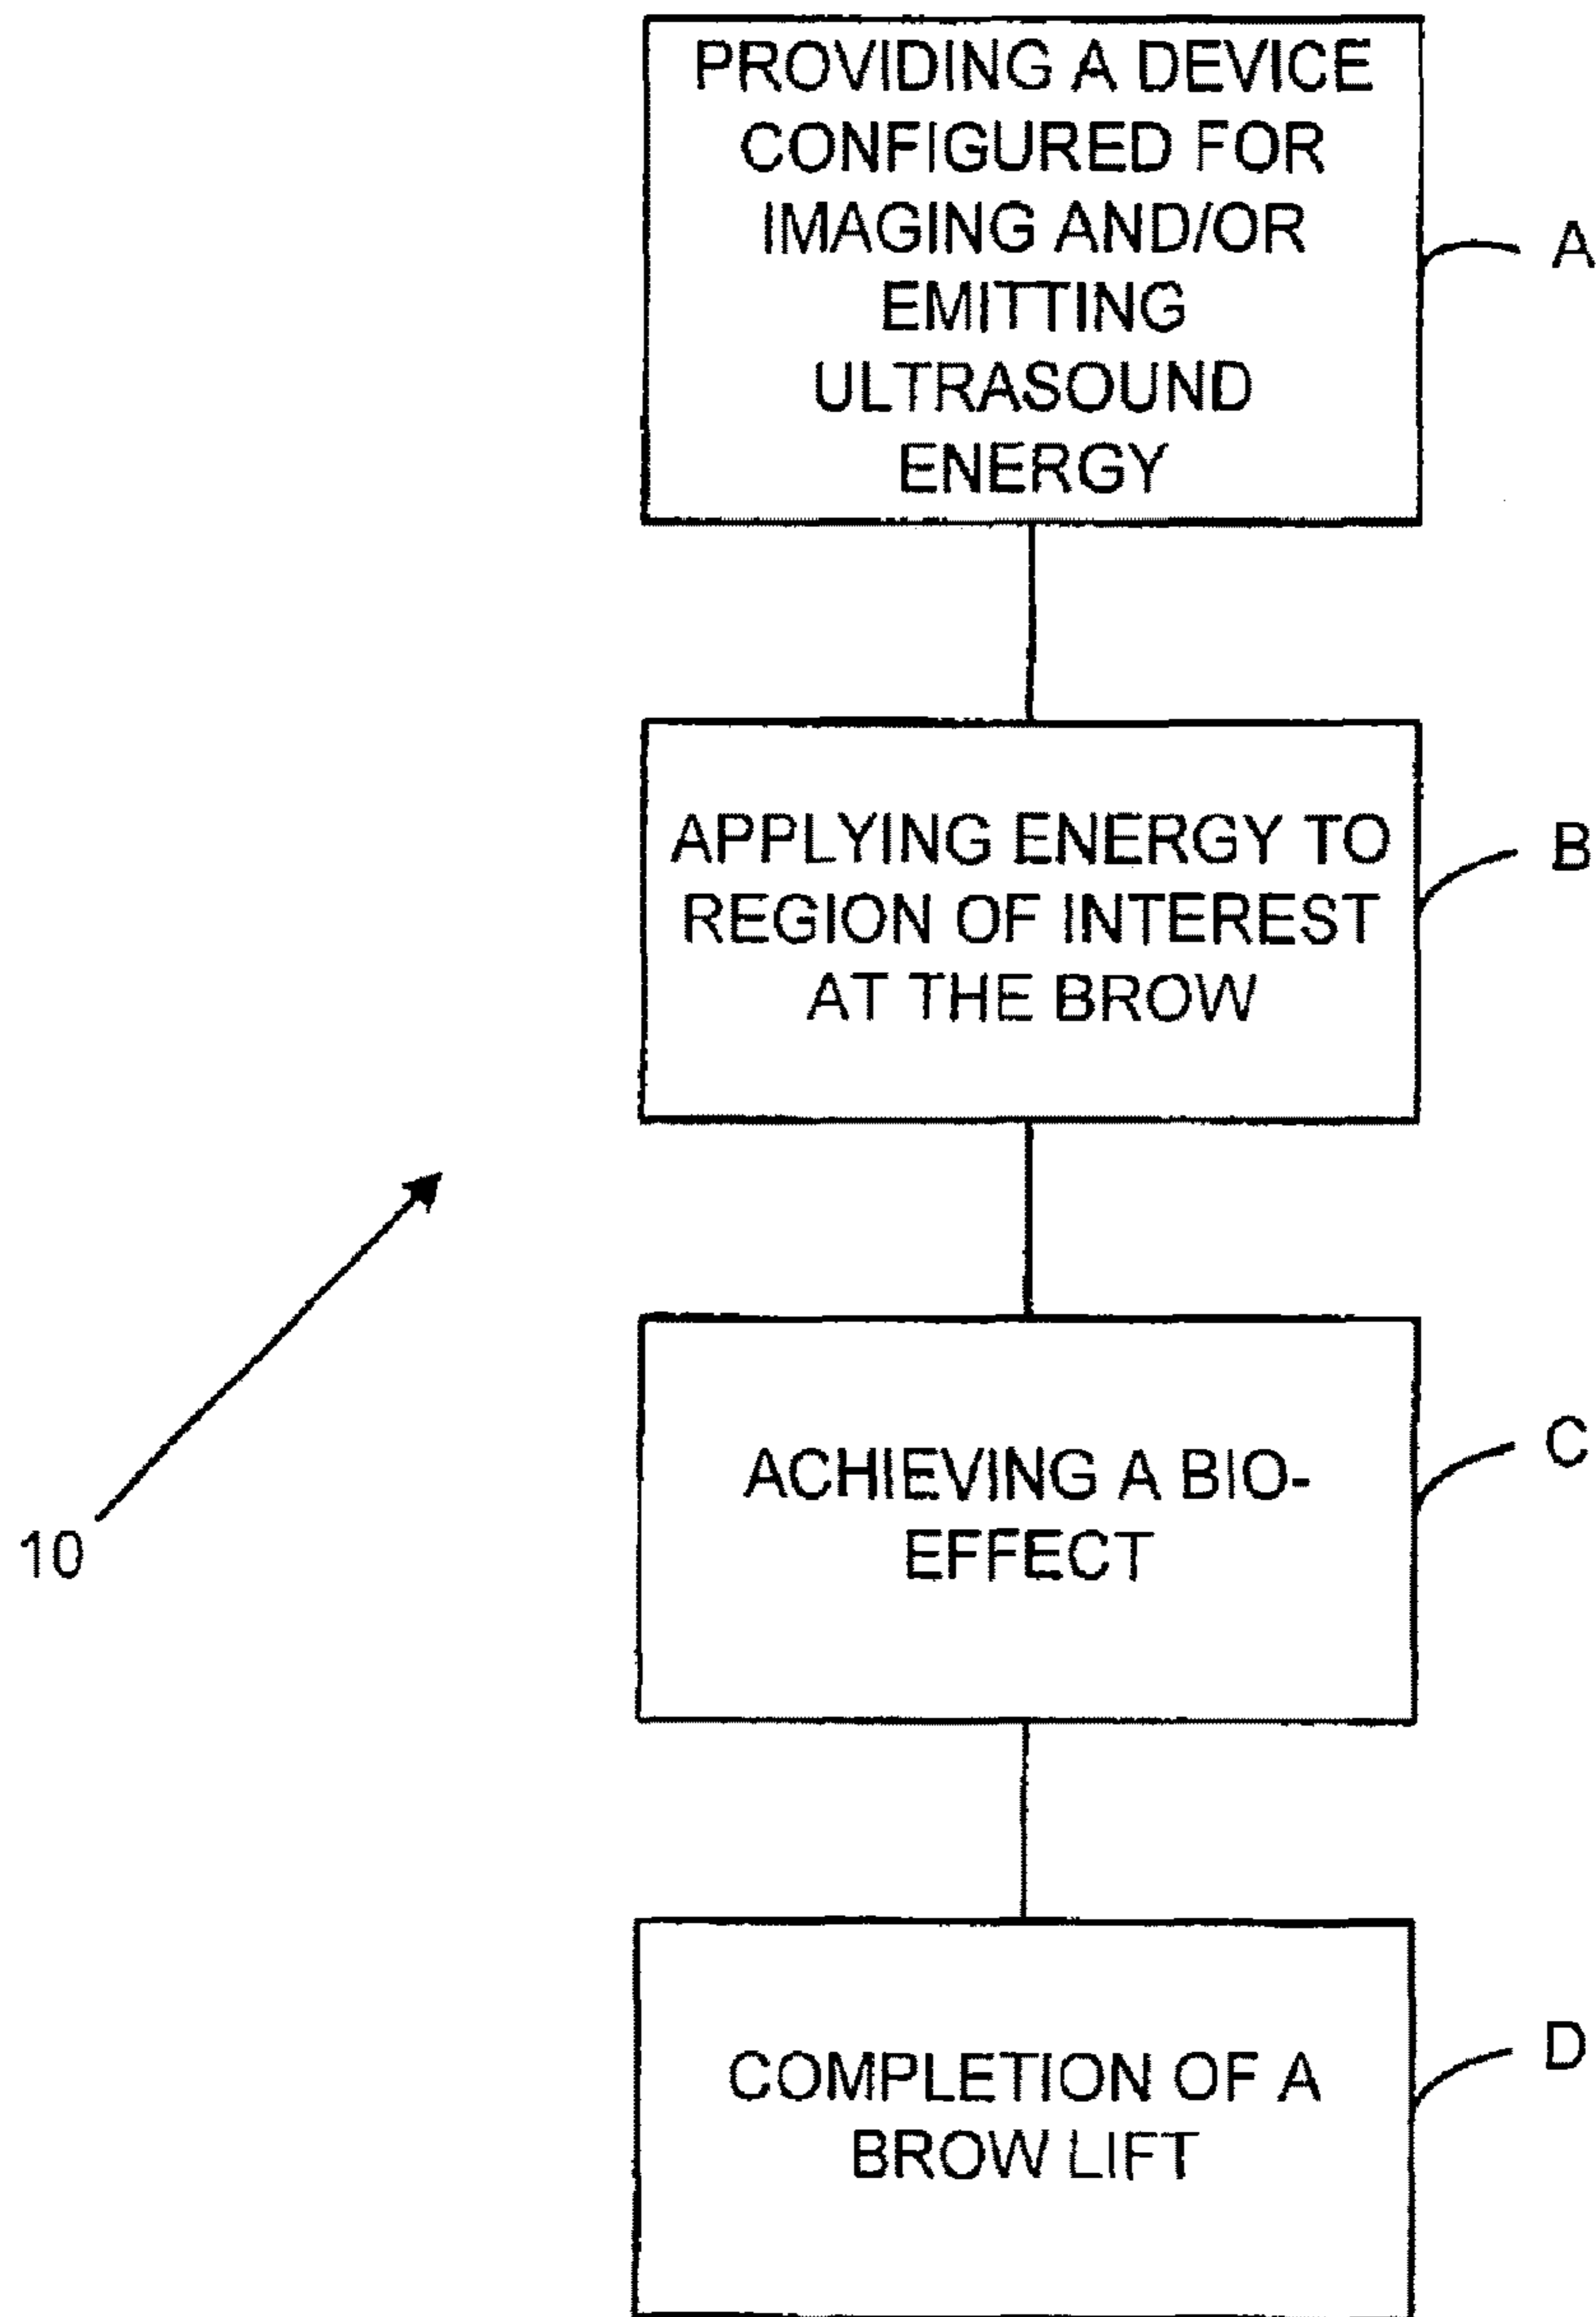 PROVIDING A DEVICE
CONFIGURED FOR
IMAGING AND/OR
EMITTING
ULTRASOUND
ENERGY
A
APPLYING ENERGY TO
REGION OF INTEREST
AT THE BROW
B
ACHIEVING A BIO-
EFFECT
C
10
COMPLETION OF A
BROW LIFT
D